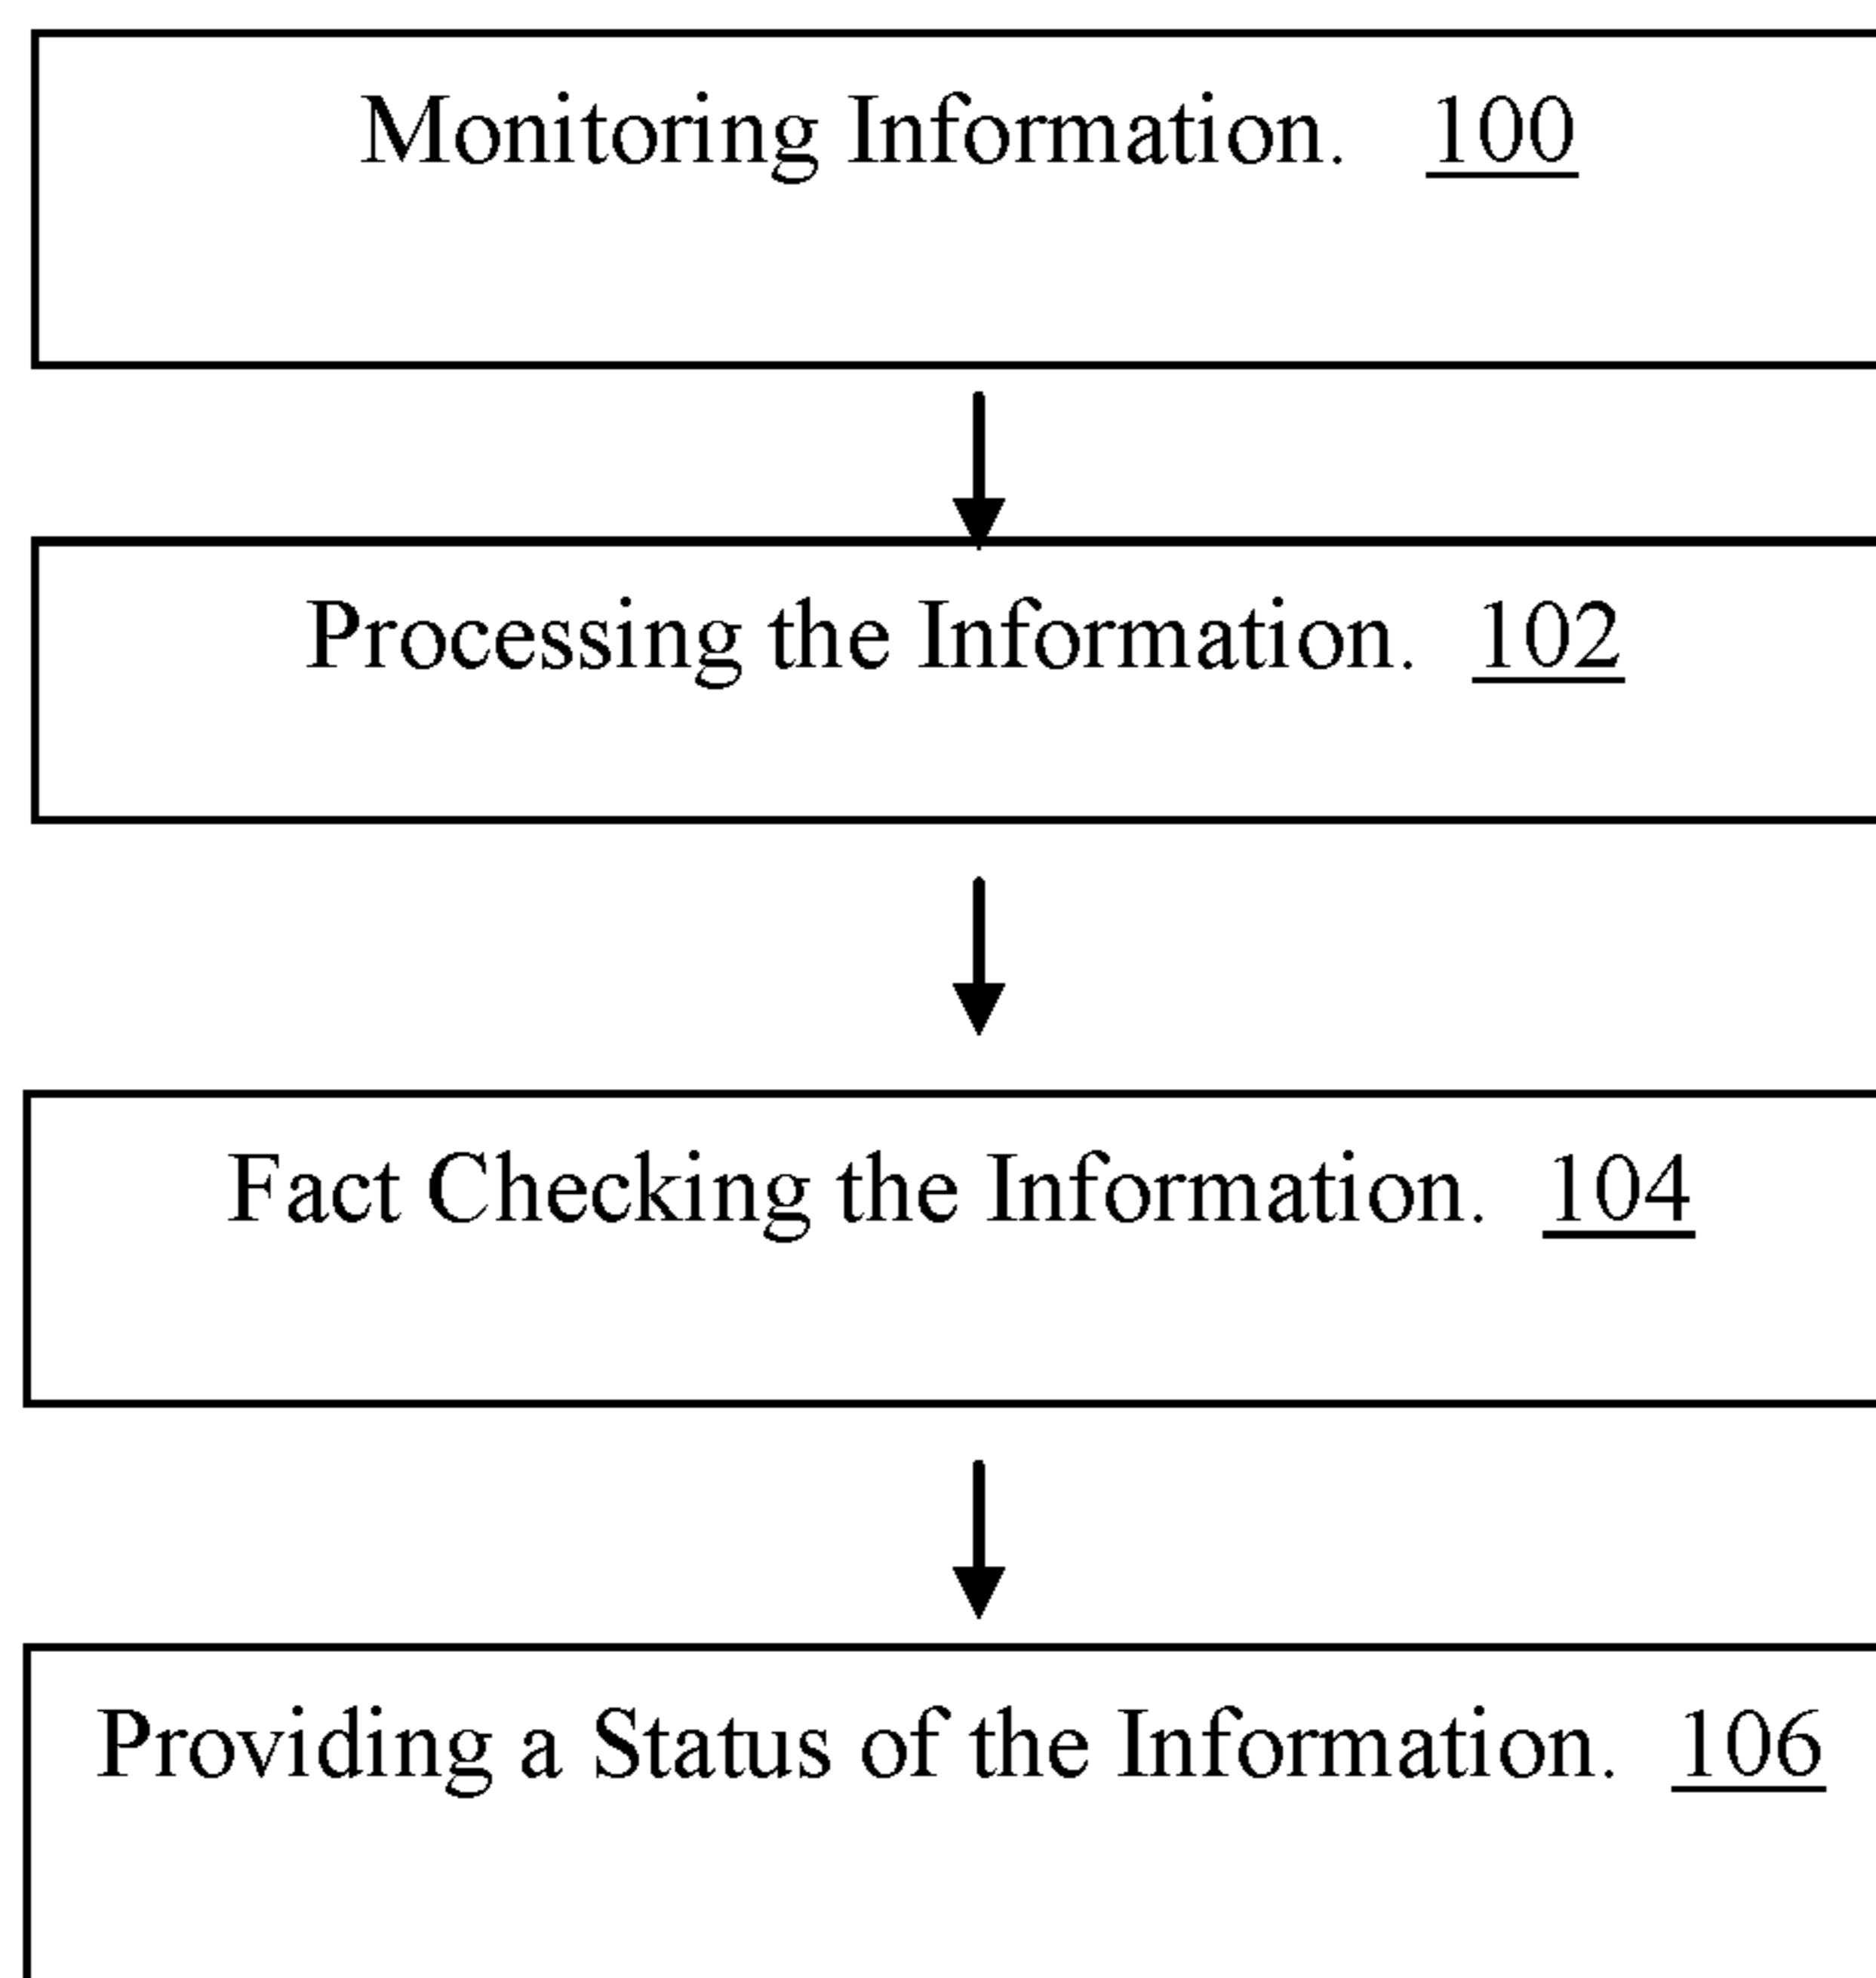 Monitoring Information. 100
Processing the Information. 102
Fact Checking the Information. 104
Providing a Status of the Information. 106